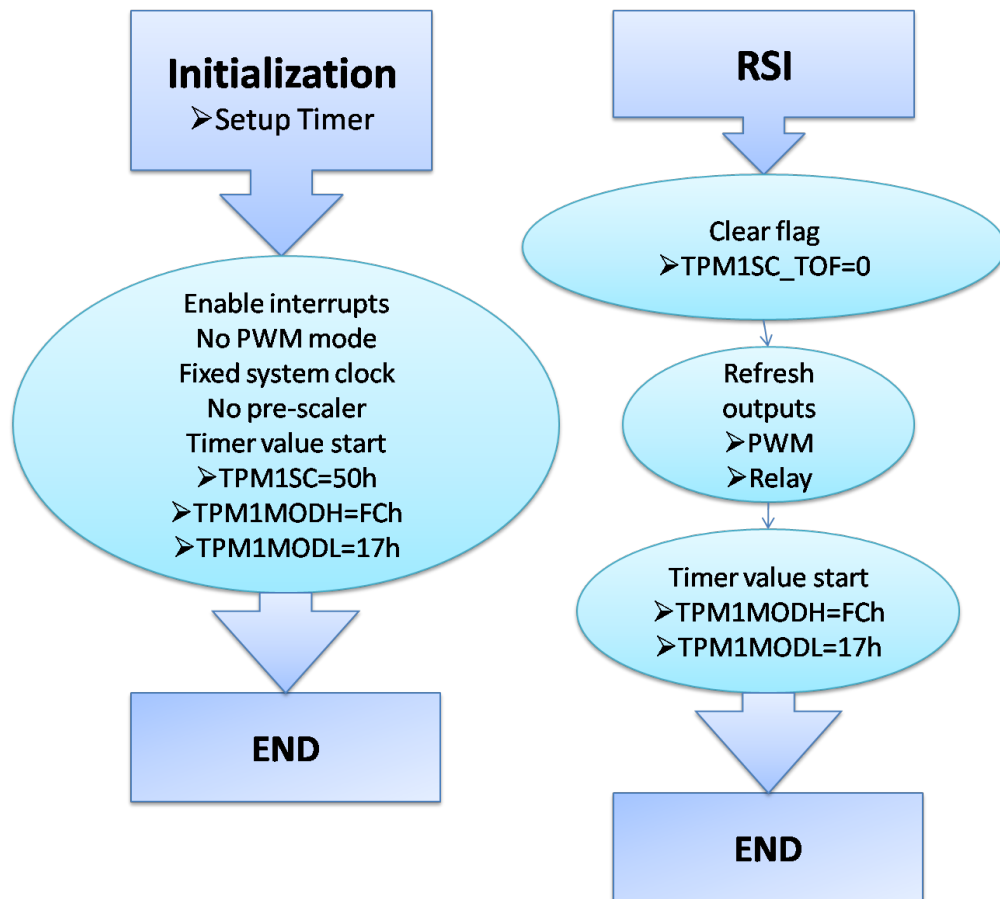 Initialization
➢Setup Timer
Enable interrupts
No PWM mode
Fixed system clock
No pre-scaler
Timer value start
➢TPM1SC=50h
➢TPM1MODH=FCh
➢TPM1MODL=17h
END
RSI
Clear flag
➢TPM1SC_TOF=0
Refresh
outputs
➢PWM
➢Relay
Timer value start
➢TPM1MODH=FCh
➢TPM1MODL=17h
END